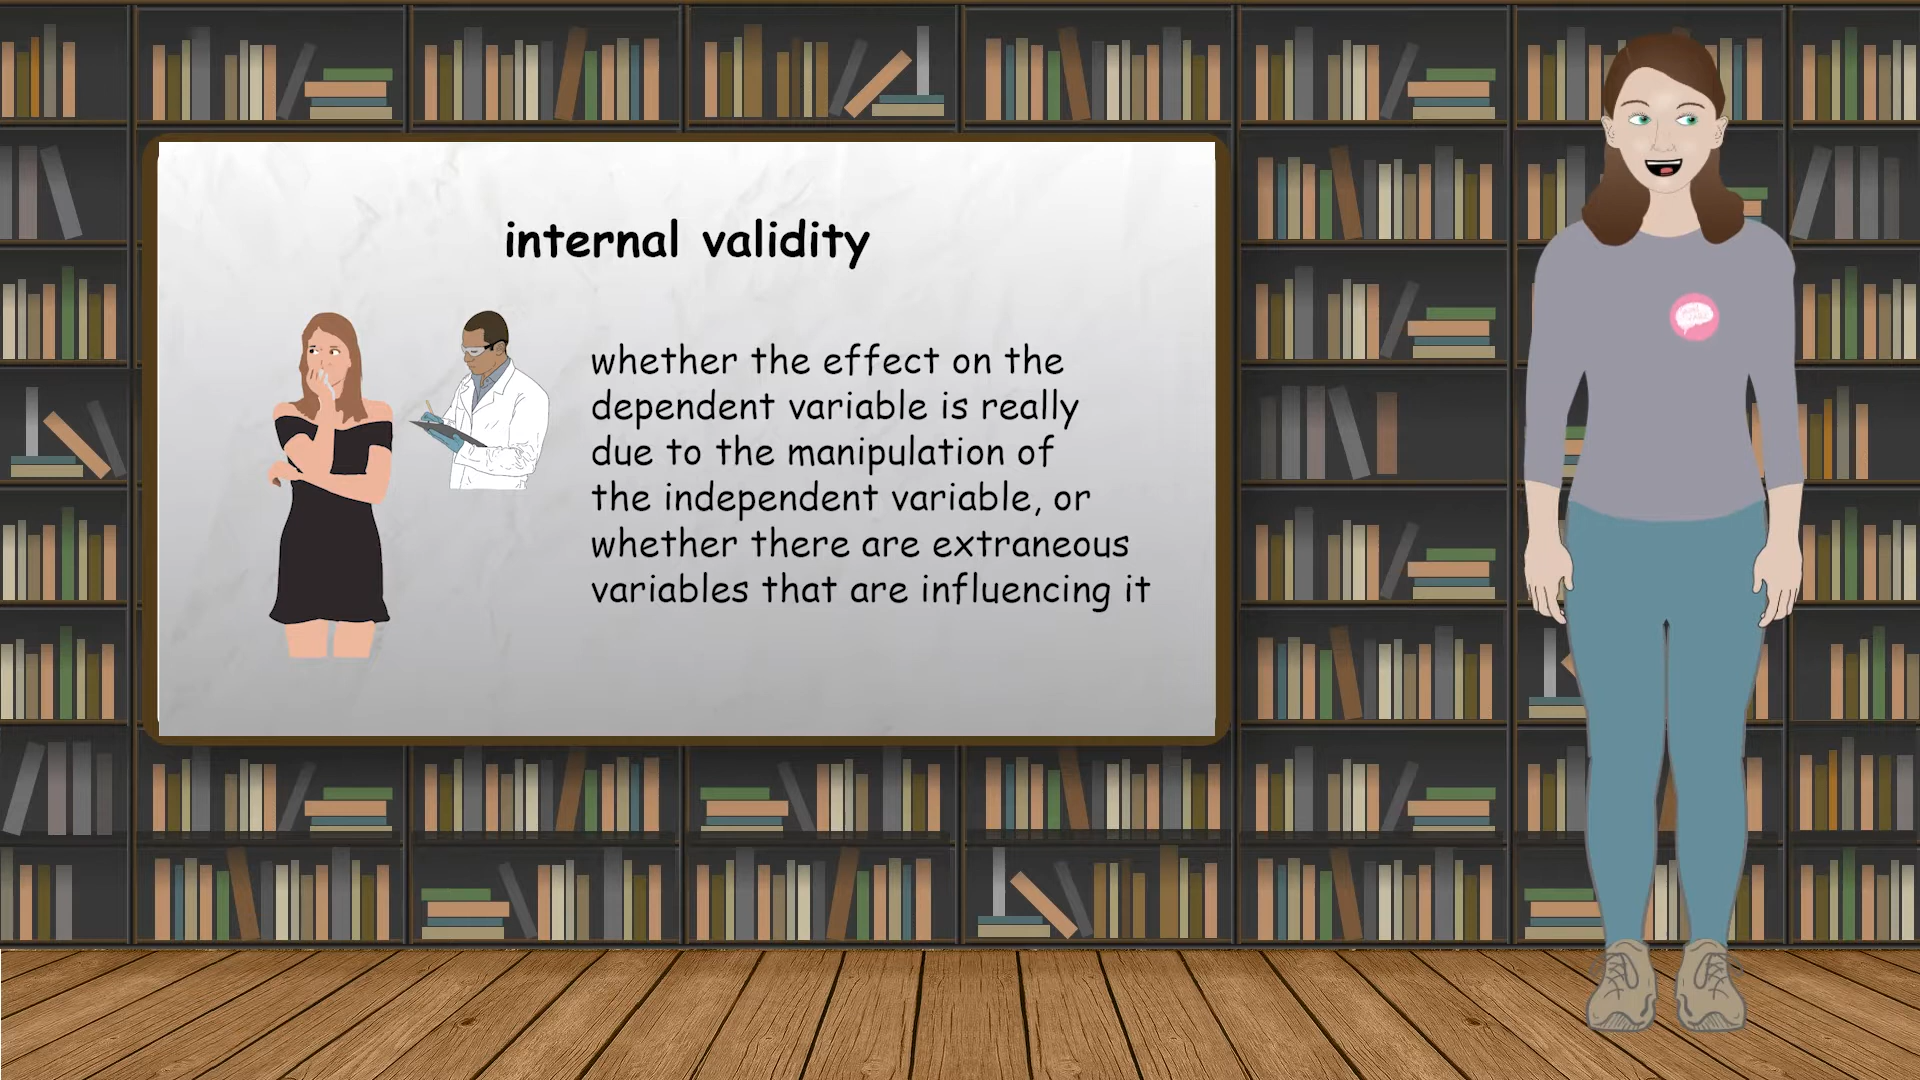 internal validity
whether the effect on the
dependent variable is really
due to the manipulation of
the independent variable, or
whether there are extraneous
variables that are influencing it